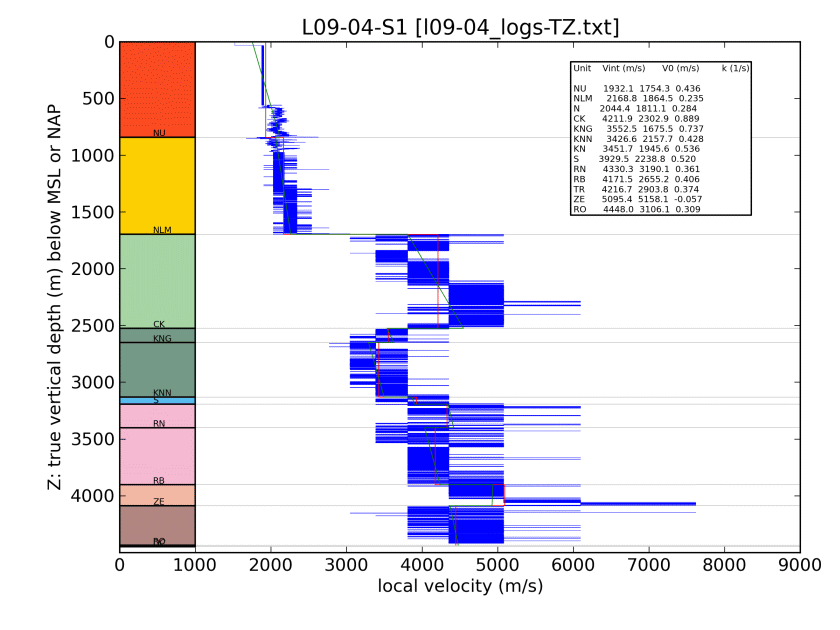 L09-04-S1 [l09-04_logs-TZ.txt]
Z: true vertical depth (m) below MSL or NAP
0
500
1000
1500
2000
2500
3000
3500
4000
NU
NLM
CK
KNG
KNN
S
RN
RB
ZE
Unit Vint (m/s) V0 (m/s) k (1/s)
NU 1932.1 1754.3 0.436
NLM 2168.8 1864.5 0.235
N 2044.4 1811.1 0.284
CK 4211.9 2302.9 0.889
KNG 3552.5 1675.5 0.737
KNN 3426.6 2157.7 0.428
KN 3451.7 1945.6 0.536
S 3929.5 2238.8 0.520
RN 4330.3 3190.1 0.361
RB 4171.5 2655.2 0.406
TR 4216.7 2903.8 0.374
ZE 5095.4 5158.1 -0.057
RO 4448.0 3106.1 0.309
0 1000 2000 3000 4000 5000 6000 7000 8000 9000
local velocity (m/s)